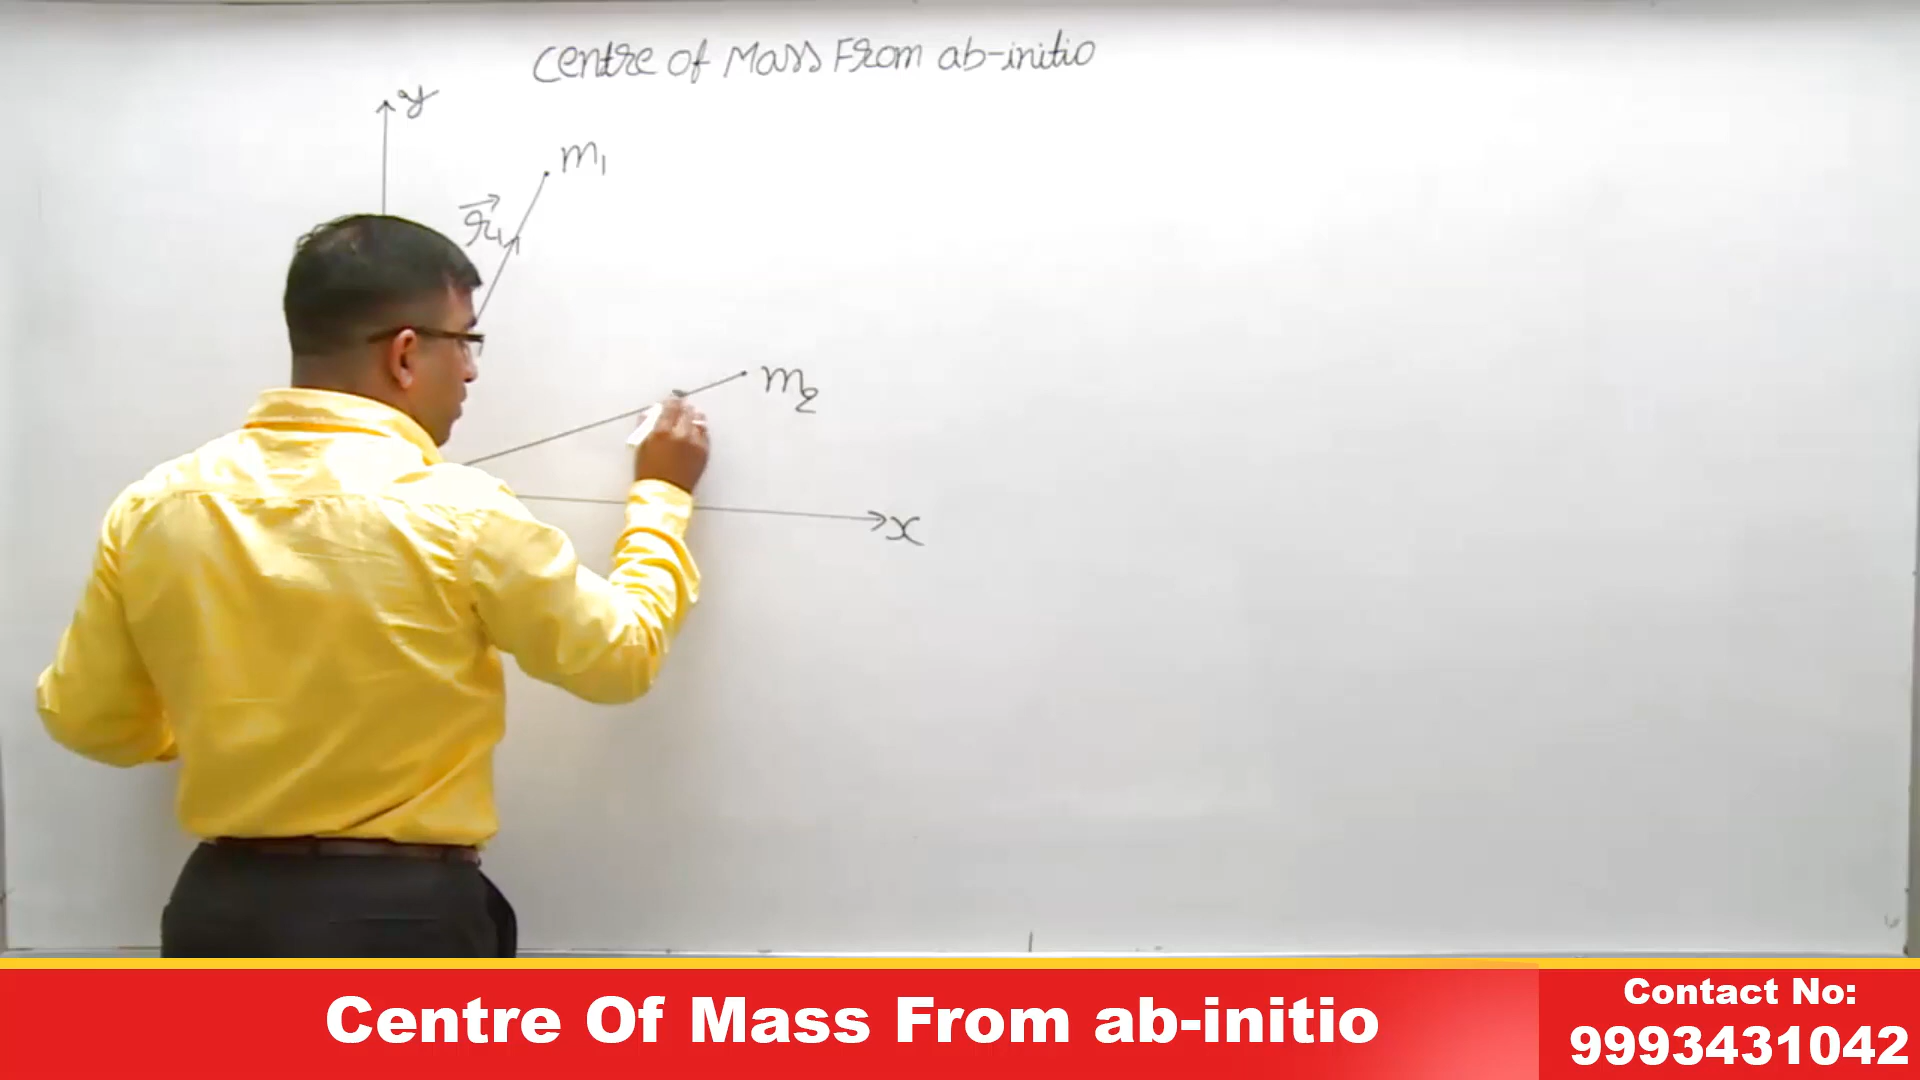 Centre of Mass From ab-initio
y
m1
r1
m2
x
Centre Of Mass From ab-initio
Contact No:
9993431042